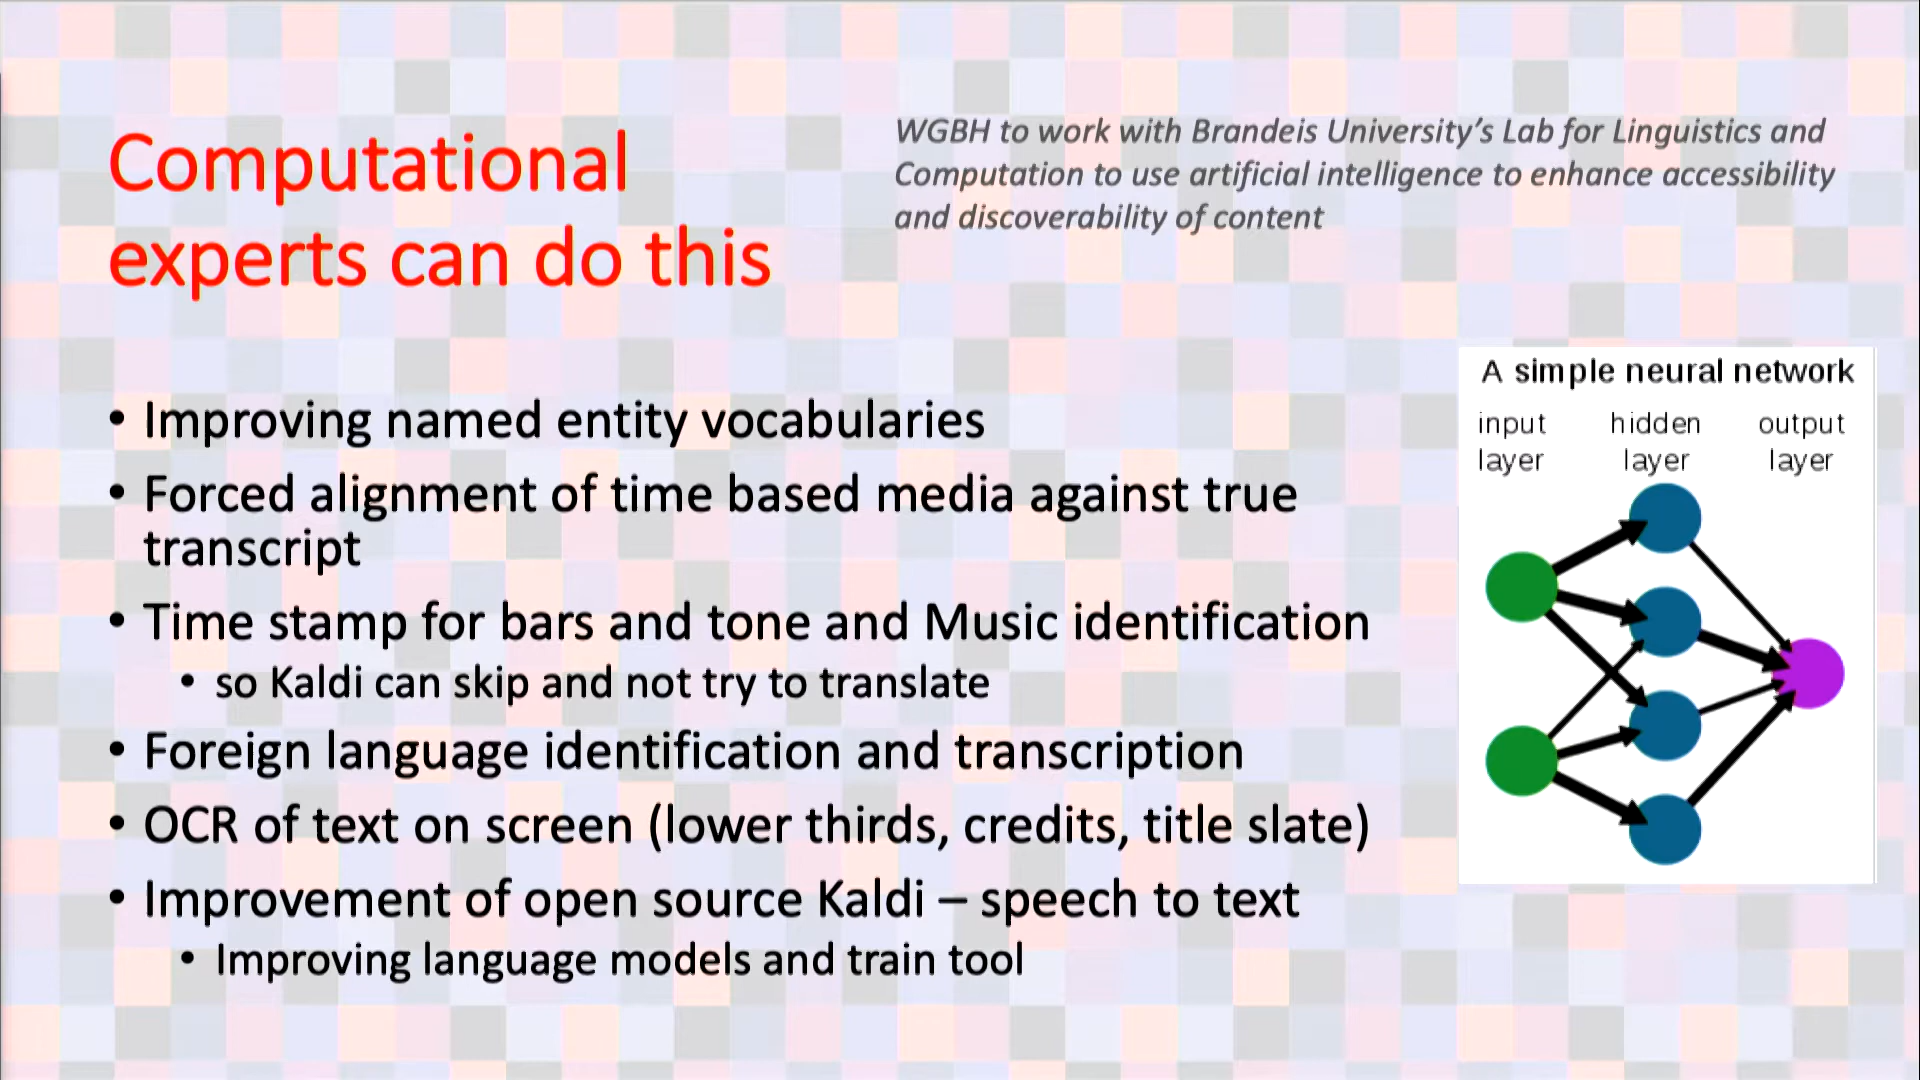 Computational
experts can do this
WGBH to work with Brandeis University's Lab for Linguistics and
Computation to use artificial intelligence to enhance accessibility
and discoverability of content
• Improving named entity vocabularies
• Forced alignment of time based media against true
transcript
• Time stamp for bars and tone and Music identification
• so Kaldi can skip and not try to translate
• Foreign language identification and transcription
• OCR of text on screen (lower thirds, credits, title slate)
• Improvement of open source Kaldi – speech to text
• Improving language models and train tool
A simple neural network
input hidden output
layer layer layer